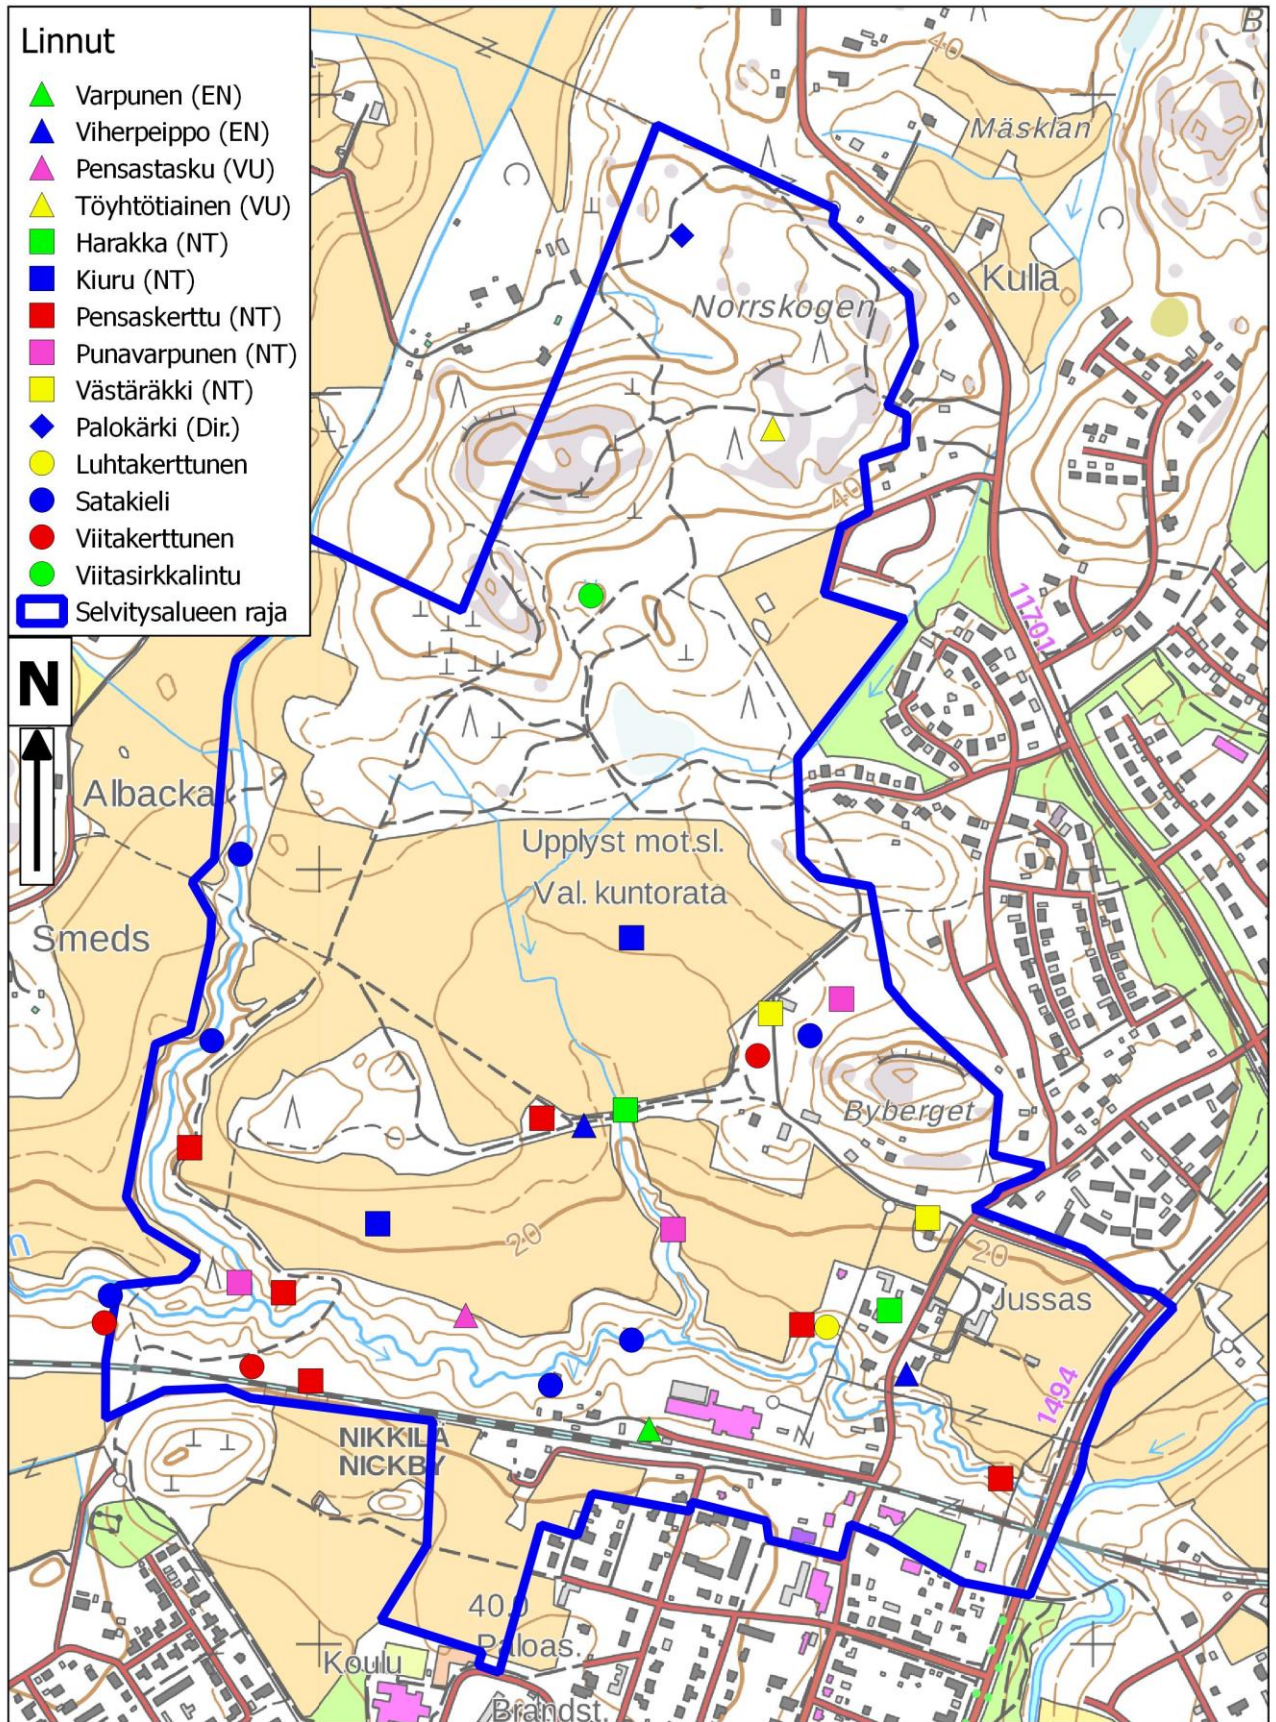 Linnut
Varpunen (EN)
Viherpeippo (EN)
Pensastasku (VU)
Töyhtötiainen (VU)
Harakka (NT)
Kiuru (NT)
Pensaskerttu (NT)
Punavarpunen (NT)
Västäräkki (NT)
Palokärki (Dir.)
Luhtakerttunen
Satakieli
Viitakerttunen
Viitasirkkalintu
Selvitysalueen raja
N
B
40
Mäsklan
Kulla
Norrskogen
40
11701
Albacka
Upplyst mot.sl.
Val. kuntorata
Smeds
Byberget
20
20
n
Jussas
1494
NIKKILÄ
NICKBY
40.0
Paloas.
Koulu
Brandst.